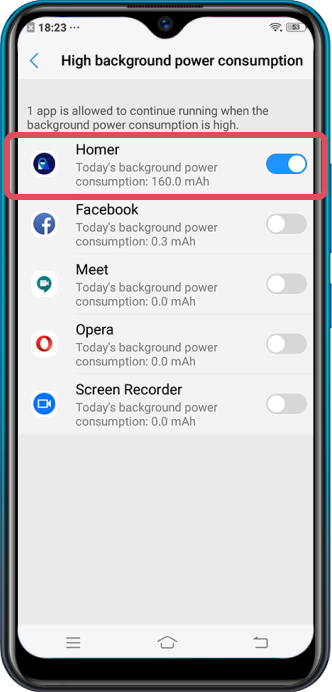 18:23 ···
53
High background power consumption
1 app is allowed to continue running when the
background power consumption is high.
Homer
Today's background power
consumption: 160.0 mAh
Facebook
Today's background power
consumption: 0.3 mAh
Meet
Today's background power
consumption: 0.0 mAh
Opera
Today's background power
consumption: 0.0 mAh
Screen Recorder
Today's background power
consumption: 0.0 mAh